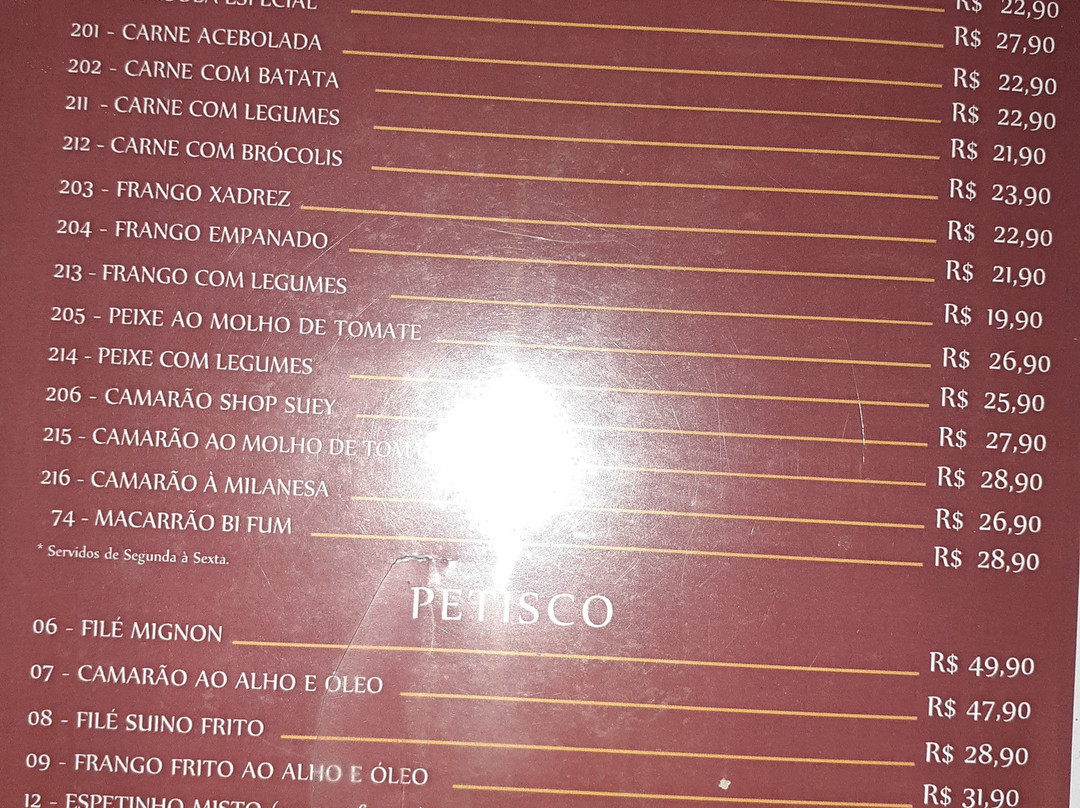 R$ 22,90
ESPECIAL R$ 27,90
201 - CARNE ACEBOLADA R$ 22,90
202 - CARNE COM BATATA R$ 22,90
211 - CARNE COM LEGUMES R$ 21,90
212 - CARNE COM BRÓCOLIS R$ 23,90
203 - FRANGO XADREZ R$ 22,90
204 - FRANGO EMPANADO R$ 21,90
213 - FRANGO COM LEGUMES R$ 19,90
205 - PEIXE AO MOLHO DE TOMATE R$ 26,90
214 - PEIXE COM LEGUMES R$ 25,90
206 - CAMARÃO SHOP SUEY R$ 27,90
215 - CAMARÃO AO MOLHO DE R$ 28,90
216 - CAMARÃO À MILANESA R$ 26,90
74 - MACARRÃO BI FUM R$ 28,90
* Servidos de Segunda à Sexta.
PETISCO
06 - FILÉ MIGNON R$ 49,90
07 - CAMARÃO AO ALHO E ÓLEO R$ 47,90
08 - FILÉ SUINO FRITO R$ 28,90
09 - FRANGO FRITO AO ALHO E ÓLEO R$ 31,90
12 - ESPETINHO MISTO